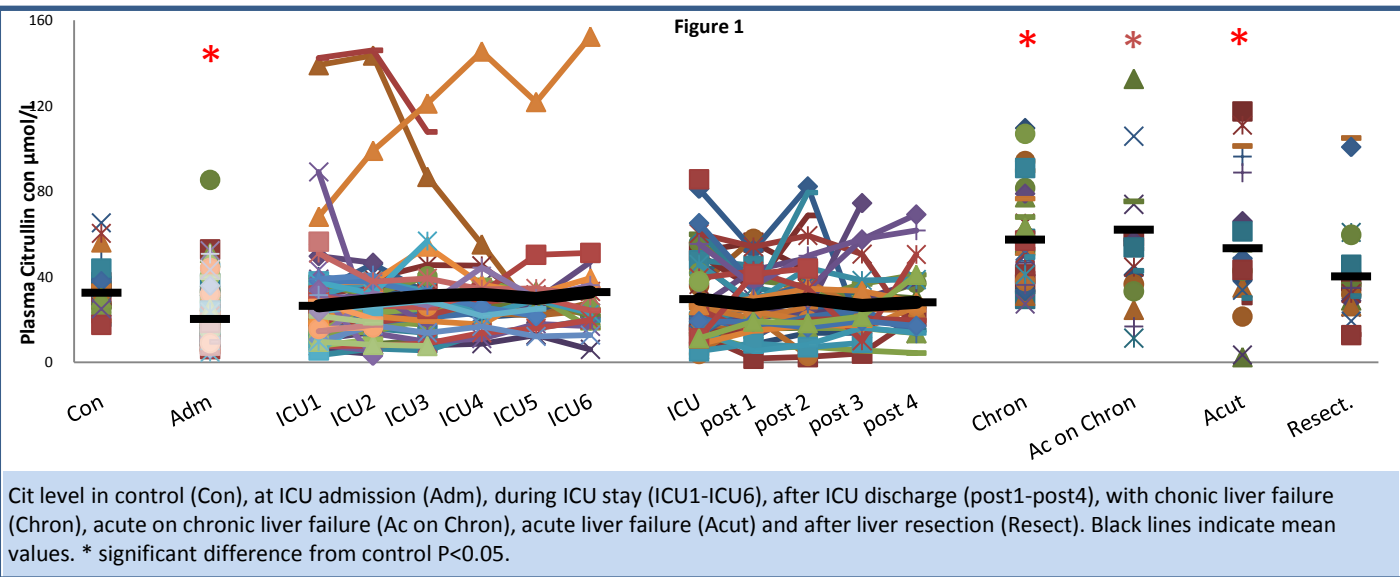 Figure 1
160
120
80
40
0
Plasma Citrullin con µmol/L
*
*
*
*
Con
Adm
ICU1
ICU2
ICU3
ICU4
ICU5
ICU6
ICU
post 1
post 2
post 3
post 4
Chron
Ac on Chron
Acut
Resect.
Cit level in control (Con), at ICU admission (Adm), during ICU stay (ICU1-ICU6), after ICU discharge (post1-post4), with chonic liver failure
(Chron), acute on chronic liver failure (Ac on Chron), acute liver failure (Acut) and after liver resection (Resect). Black lines indicate mean
values. * significant difference from control P<0.05.